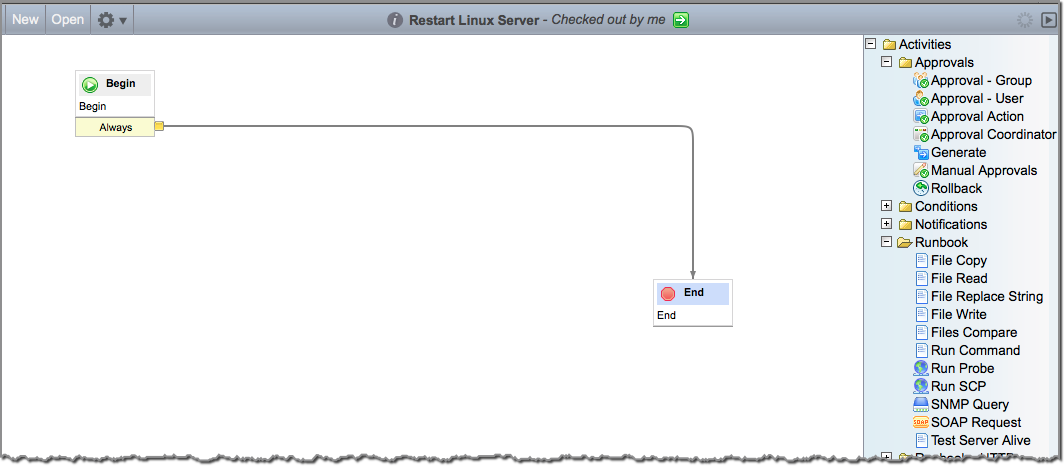 New Open Restart Linux Server - Checked out by me
Begin
Begin
Always
End
End
Activities
Approvals
Approval - Group
Approval - User
Approval Action
Approval Coordinator
Generate
Manual Approvals
Rollback
Conditions
Notifications
Runbook
File Copy
File Read
File Replace String
File Write
Files Compare
Run Command
Run Probe
Run SCP
SNMP Query
SOAP Request
Test Server Alive